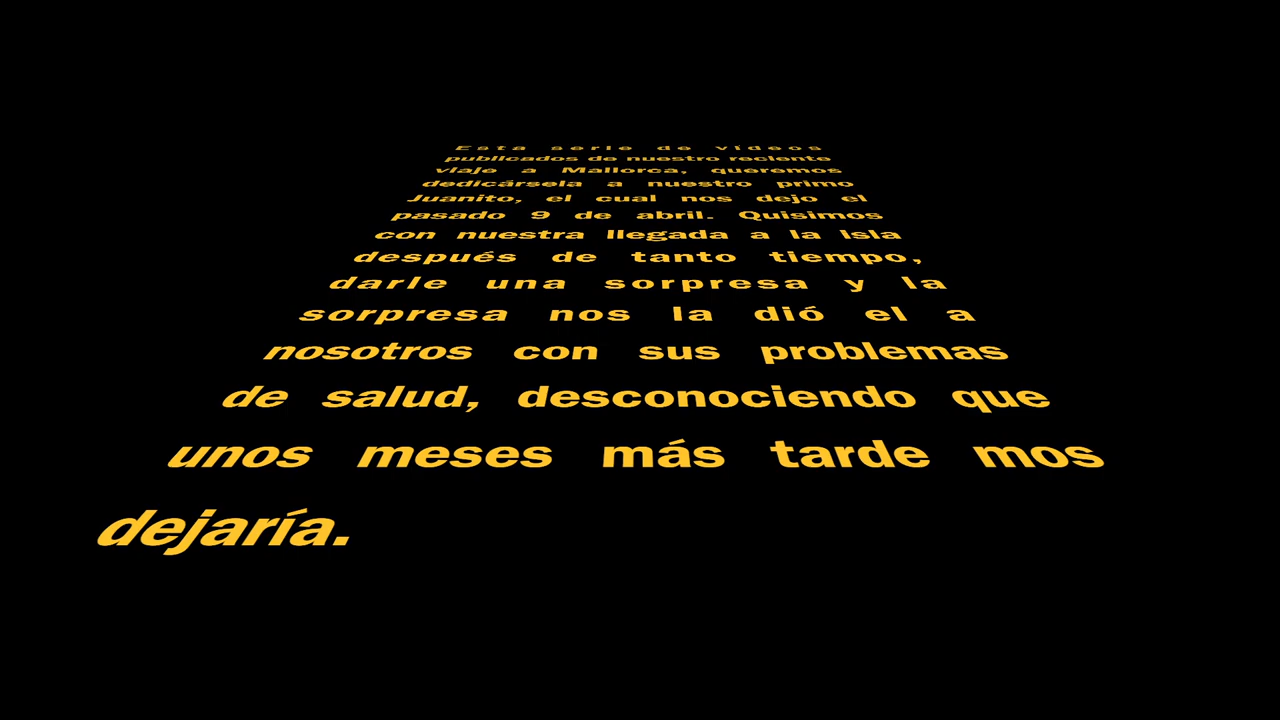 Esta serie de vídeos
publicados de nuestro reciente
viaje a Mallorca, queremos
dedicársela a nuestro primo
Juanito, el cual nos dejo el
pasado 9 de abril. Quisimos
con nuestra llegada a la Isla
después de tanto tiempo,
darle una sorpresa y la
sorpresa nos la dió el a
nosotros con sus problemas
de salud, desconociendo que
unos meses más tarde mos
dejaría.